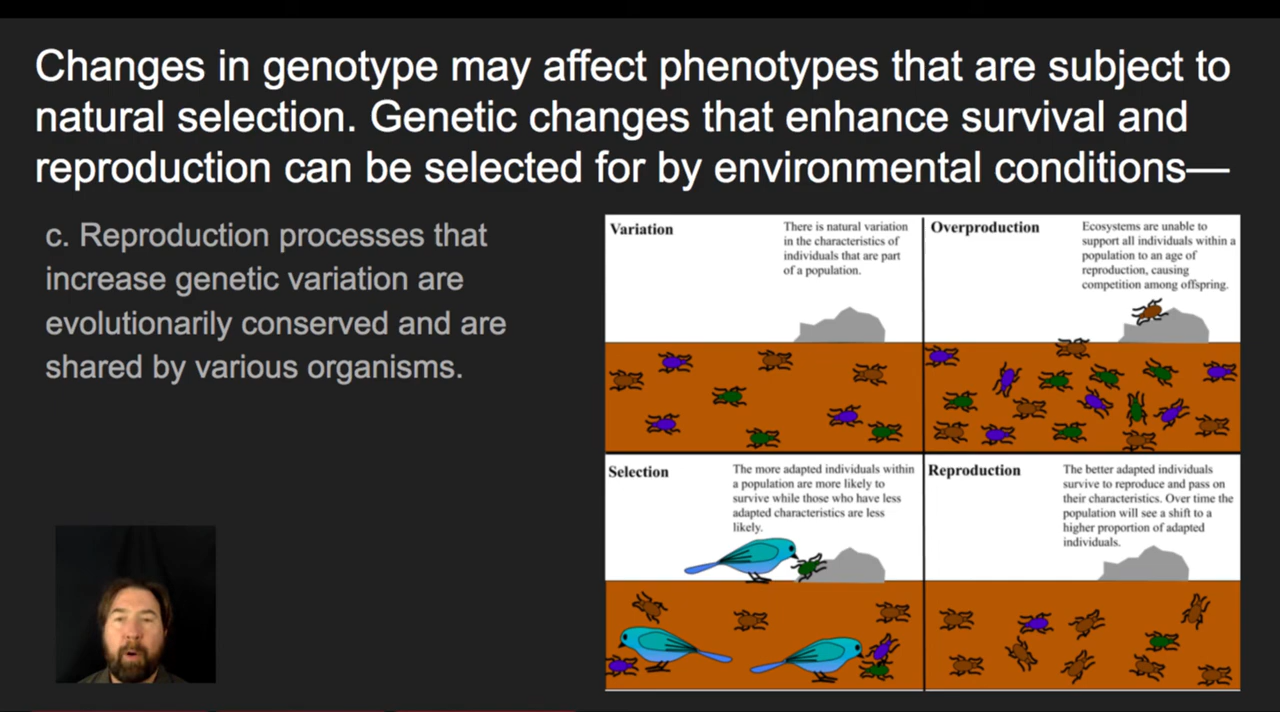 Changes in genotype may affect phenotypes that are subject to
natural selection. Genetic changes that enhance survival and
reproduction can be selected for by environmental conditions—
c. Reproduction processes that
increase genetic variation are
evolutionarily conserved and are
shared by various organisms.
Variation
There is natural variation
in the characteristics of
individuals that are part
of a population.
Overproduction
Ecosystems are unable to
support all individuals within a
population to an age of
reproduction, causing
competition among offspring.
Selection
The more adapted individuals within
a population are more likely to
survive while those who have less
adapted characteristics are less
likely.
Reproduction
The better adapted individuals
survive to reproduce and pass on
their characteristics. Over time the
population will see a shift to a
higher proportion of adapted
individuals.